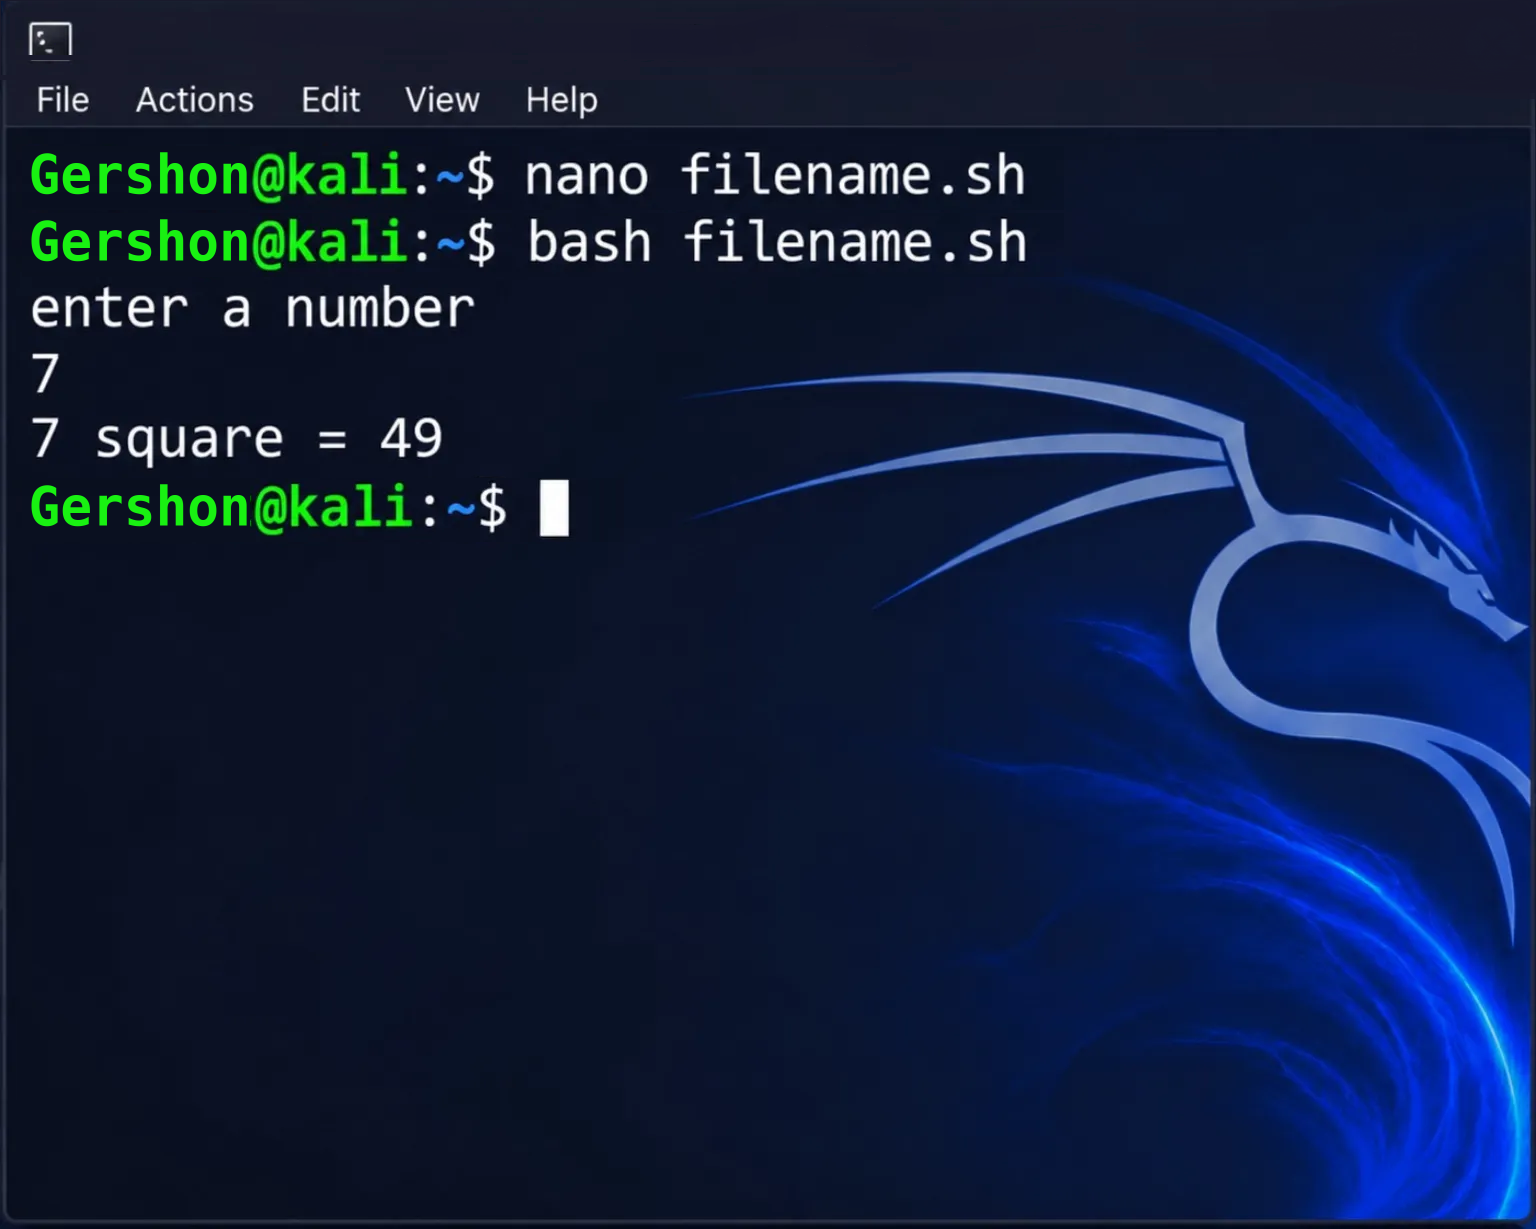 File Actions Edit View Help
Gershon@kali:~$ nano filename.sh
Gershon@kali:~$ bash filename.sh
enter a number
7
7 square = 49
Gershon@kali:~$